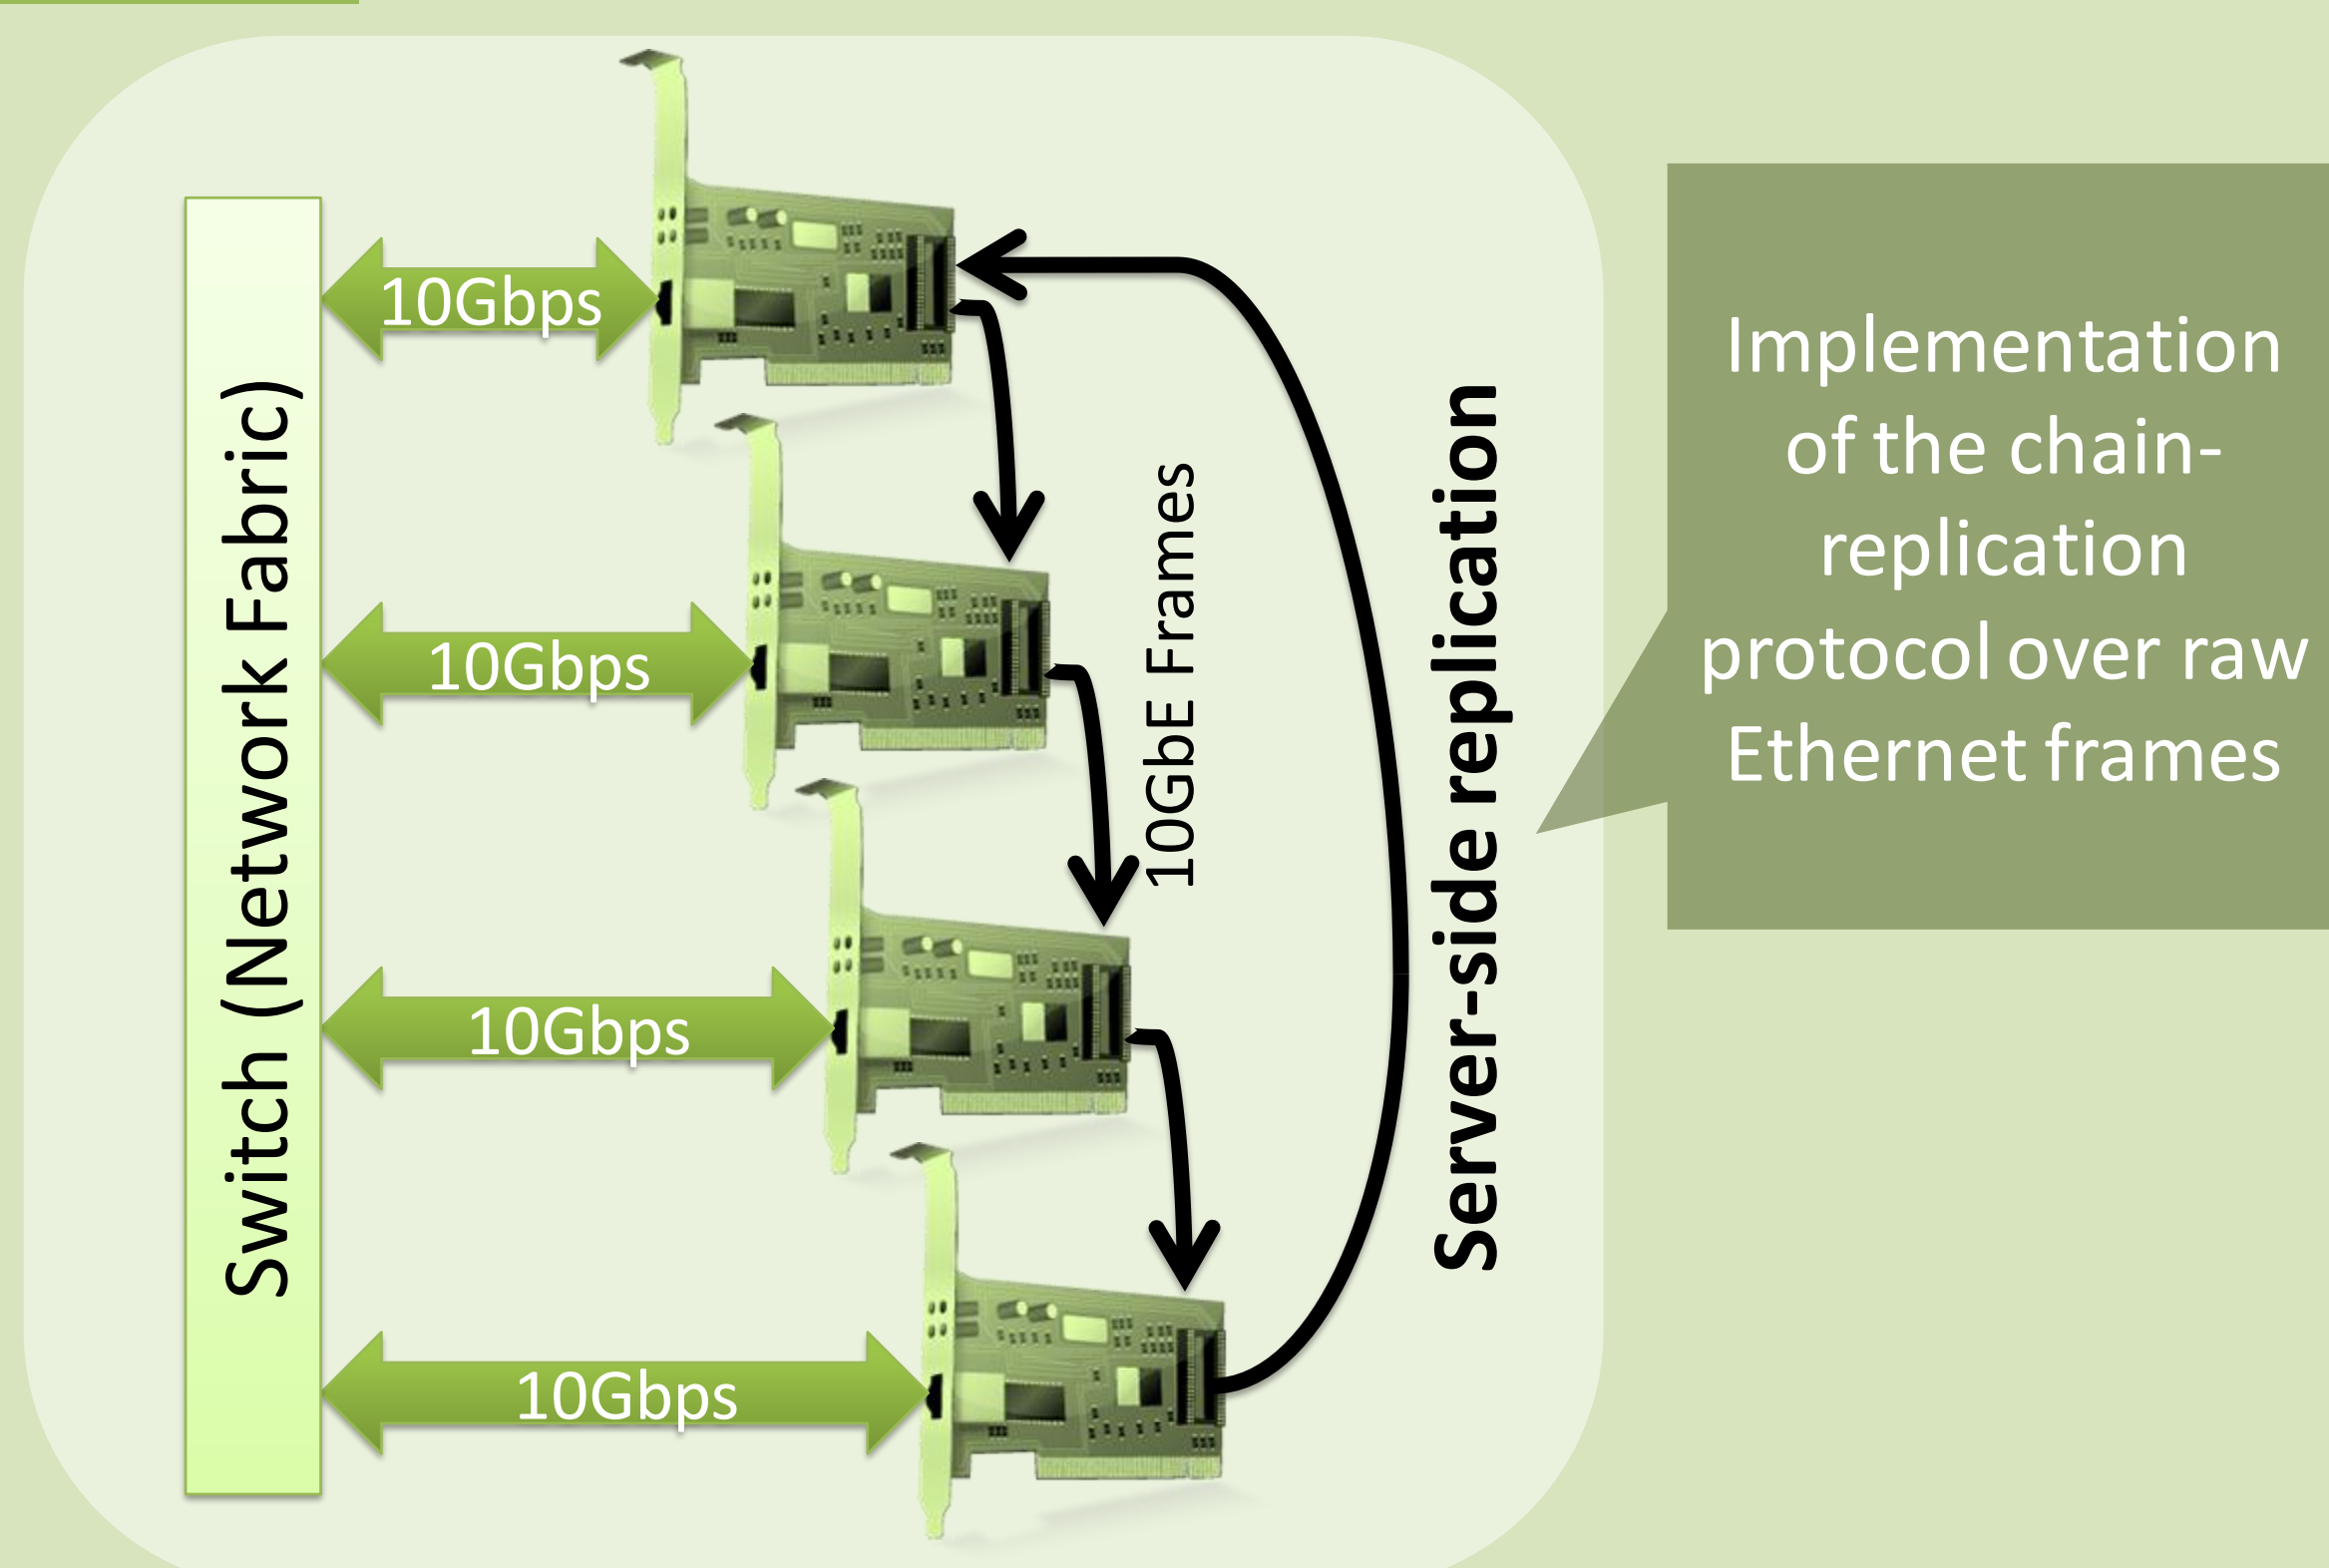 Switch (Network Fabric)
10Gbps
10Gbps
10Gbps
10Gbps
10GbE Frames
Server-side replication
Implementation
of the chain-
replication
protocol over raw
Ethernet frames